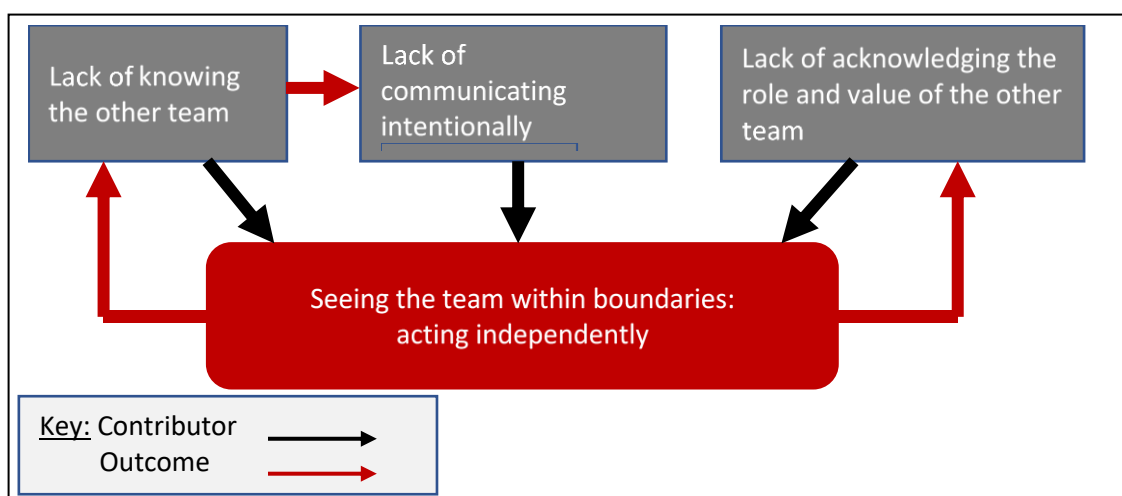 Lack of knowing
the other team
Lack of
communicating
intentionally
Lack of acknowledging the
role and value of the other
team
Seeing the team within boundaries:
acting independently
Key: Contributor
Outcome